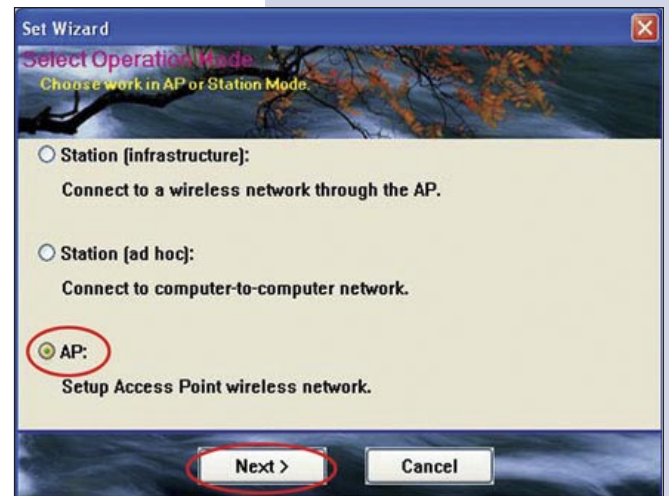 Set Wizard
Select Operation Mode
Choose work in AP or Station Mode.
Station (infrastructure):
Connect to a wireless network through the AP.
Station (ad hoc):
Connect to computer-to-computer network.
AP:
Setup Access Point wireless network.
Next >
Cancel